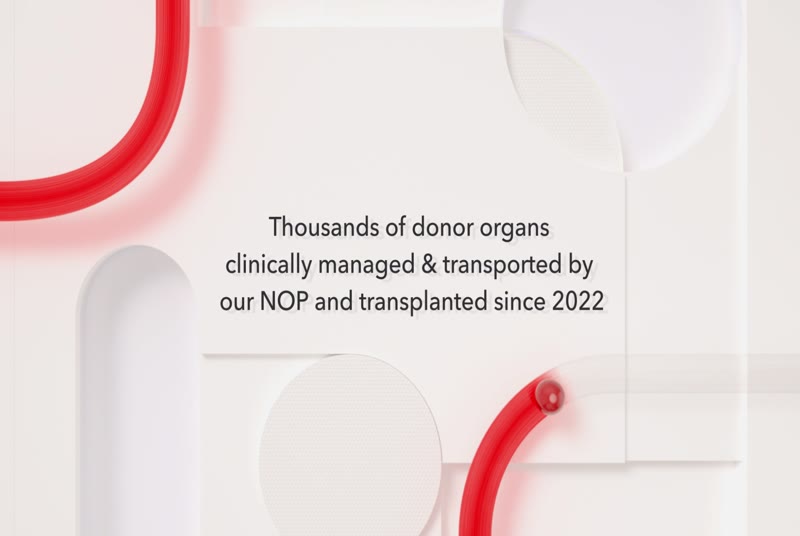 Thousands of donor organs
clinically managed & transported by
our NOP and transplanted since 2022